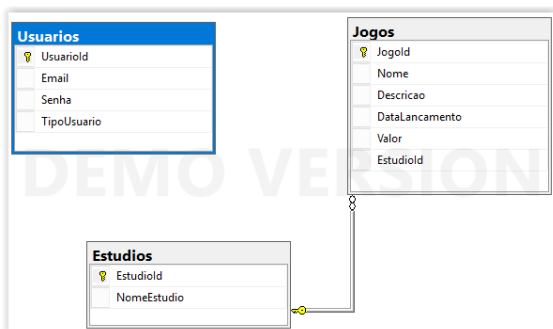 Usuarios
UsuarioId
Email
Senha
TipoUsuario
Jogos
JogoId
Nome
Descricao
DataLancamento
Valor
EstudioId
DEMO VERSION
Estudios
EstudioId
NomeEstudio